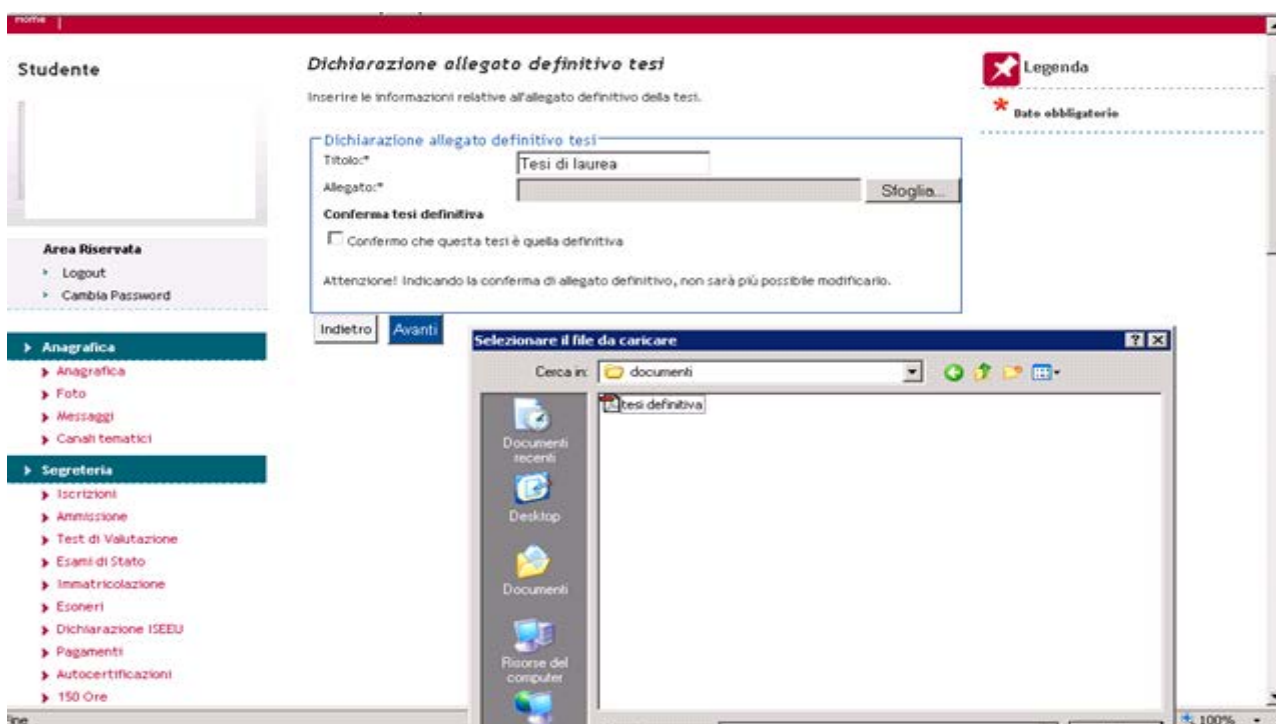 Home |
Studente
Area Riservata
Logout
Cambia Password
Anagrafica
Anagrafica
Foto
Messaggi
Canali tematici
Segreteria
Iscrizioni
Ammissione
Test di Valutazione
Esami di Stato
Immatricolazione
Esoneri
Dichiarazione ISEEU
Pagamenti
Autocertificazioni
150 Ore
Dichiarazione allegato definitivo tesi
Inserire le informazioni relative all'allegato definitivo della tesi.
Dichiarazione allegato definitivo tesi
Titolo:* Tesi di laurea
Allegato:* Sfoglia...
Conferma tesi definitiva
Confermo che questa tesi è quella definitiva
Attenzione! Indicando la conferma di allegato definitivo, non sarà più possibile modificarlo.
Indietro Avanti
Legenda
* Dato obbligatorio
Selezionare il file da caricare
Cerca in: documenti
tesi definitiva
Documenti
recenti
Desktop
Documenti
Risorse del
computer
100%